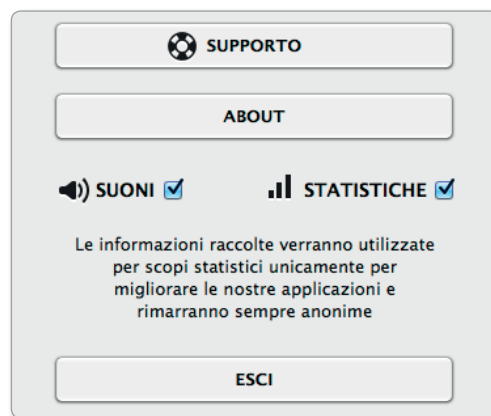 SUPPORTO
ABOUT
SUONI STATISTICHE
Le informazioni raccolte verranno utilizzate
per scopi statistici unicamente per
migliorare le nostre applicazioni e
rimarranno sempre anonime
ESCI